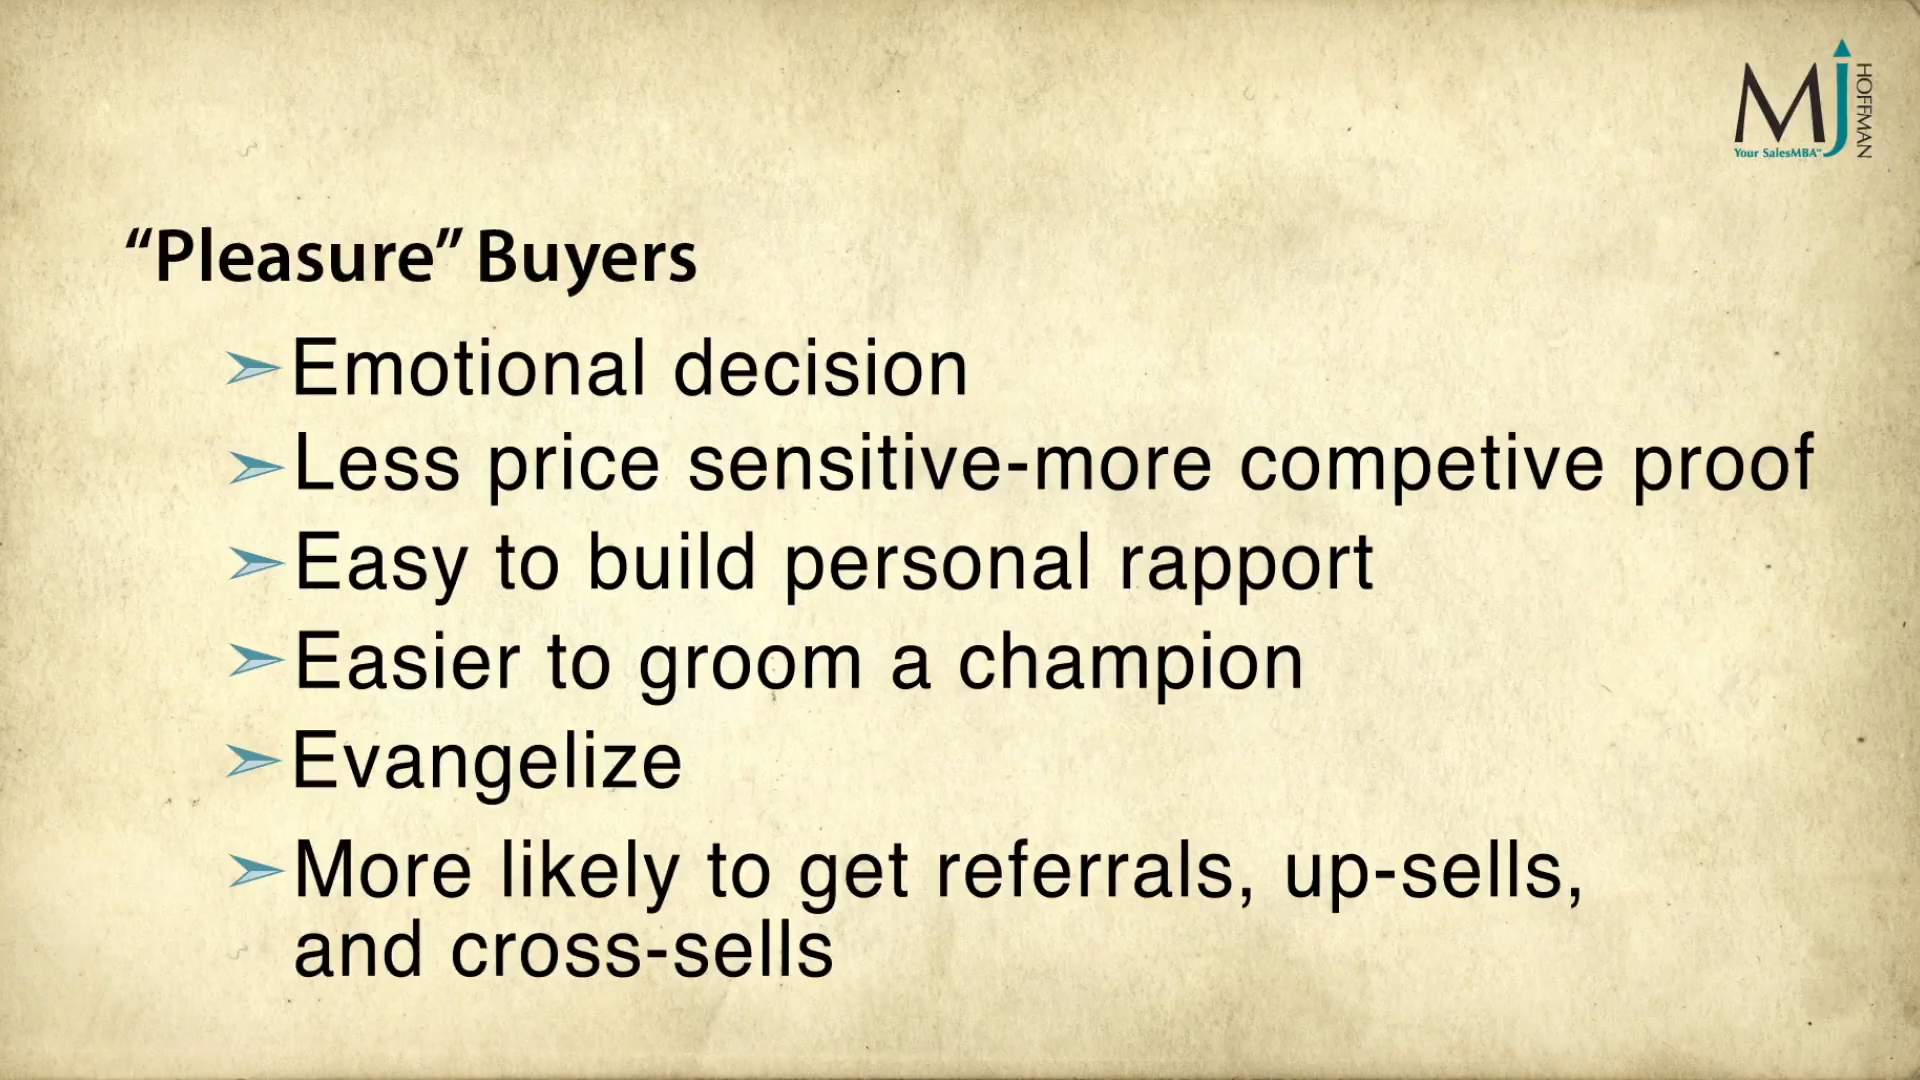 MJ HOFFMAN
Your SalesMBA™
“Pleasure” Buyers
➢Emotional decision
➢Less price sensitive-more competive proof
➢Easy to build personal rapport
➢Easier to groom a champion
➢Evangelize
➢More likely to get referrals, up-sells,
and cross-sells